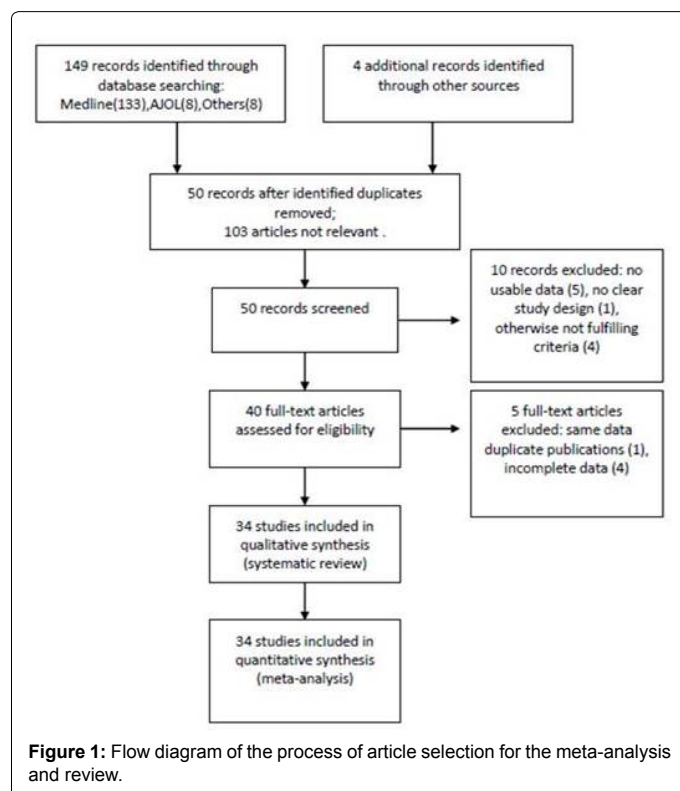 149 records identified through
database searching:
Medline(133),AJOL(8),Others(8)
4 additional records identified
through other sources
50 records after identified duplicates
removed;
103 articles not relevant .
50 records screened
10 records excluded: no
usable data (5), no clear
study design (1),
otherwise not fulfilling
criteria (4)
40 full-text articles
assessed for eligibility
5 full-text articles
excluded: same data
duplicate publications (1),
incomplete data (4)
34 studies included in
qualitative synthesis
(systematic review)
34 studies included in
quantitative synthesis
(meta-analysis)
Figure 1: Flow diagram of the process of article selection for the meta-analysis
and review.